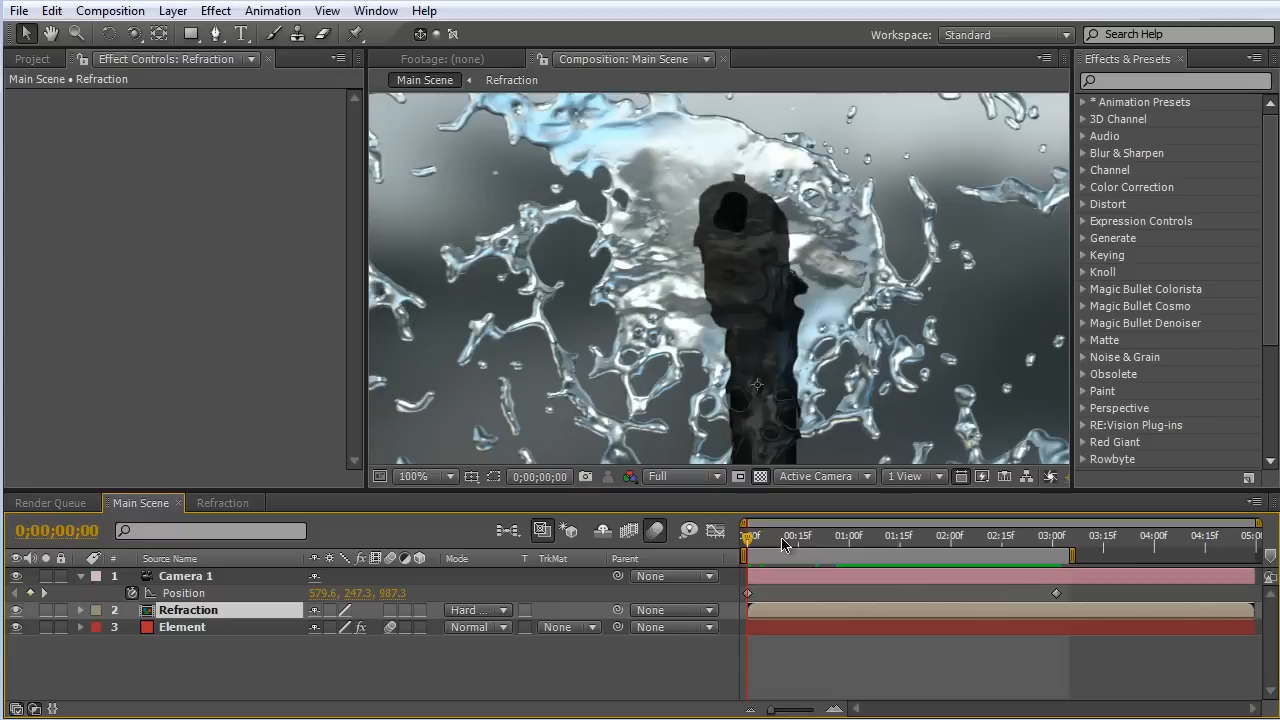 File Edit Composition Layer Effect Animation View Window Help
Workspace: Standard Search Help
Project Effect Controls: Refraction
Main Scene • Refraction
Footage: (none) Composition: Main Scene
Main Scene Refraction
Effects & Presets
* Animation Presets
3D Channel
Audio
Blur & Sharpen
Channel
Color Correction
Distort
Expression Controls
Generate
Keying
Knoll
Magic Bullet Colorista
Magic Bullet Cosmo
Magic Bullet Denoiser
Matte
Noise & Grain
Obsolete
Paint
Perspective
RE:Vision Plug-ins
Red Giant
Rowbyte
100% 0;00;00;00 Full Active Camera 1 View
Render Queue Main Scene Refraction
0;00;00;00
00:15f 01:00f 01:15f 02:00f 02:15f 03:00f 03:15f 04:00f 04:15f
# Source Name Mode T TrkMat Parent
1 Camera 1 None
Position 579.6, 247.3, 987.3
2 Refraction Hard ... None
3 Element Normal None None